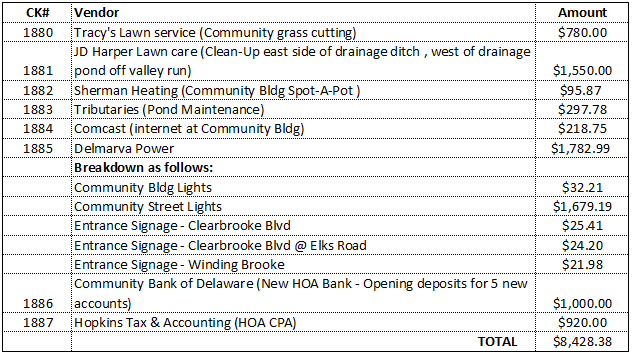 CK# Vendor Amount
1880 Tracy's Lawn service (Community grass cutting) $780.00
JD Harper Lawn care (Clean-Up east side of drainage ditch , west of drainage
1881 pond off valley run) $1,550.00
1882 Sherman Heating (Community Bldg Spot-A-Pot ) $95.87
1883 Tributaries (Pond Maintenance) $297.78
1884 Comcast (internet at Community Bldg) $218.75
1885 Delmarva Power $1,782.99
Breakdown as follows:
Community Bldg Lights $32.21
Community Street Lights $1,679.19
Entrance Signage - Clearbrooke Blvd $25.41
Entrance Signage - Clearbrooke Blvd @ Elks Road $24.20
Entrance Signage - Winding Brooke $21.98
Community Bank of Delaware (New HOA Bank - Opening deposits for 5 new
1886 accounts) $1,000.00
1887 Hopkins Tax & Accounting (HOA CPA) $920.00
TOTAL $8,428.38